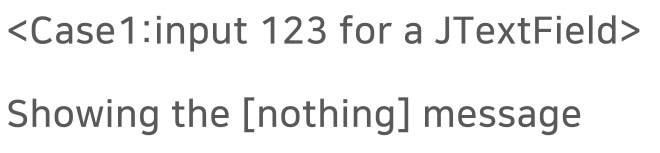 <Case1:input 123 for a JTextField>
Showing the [nothing] message